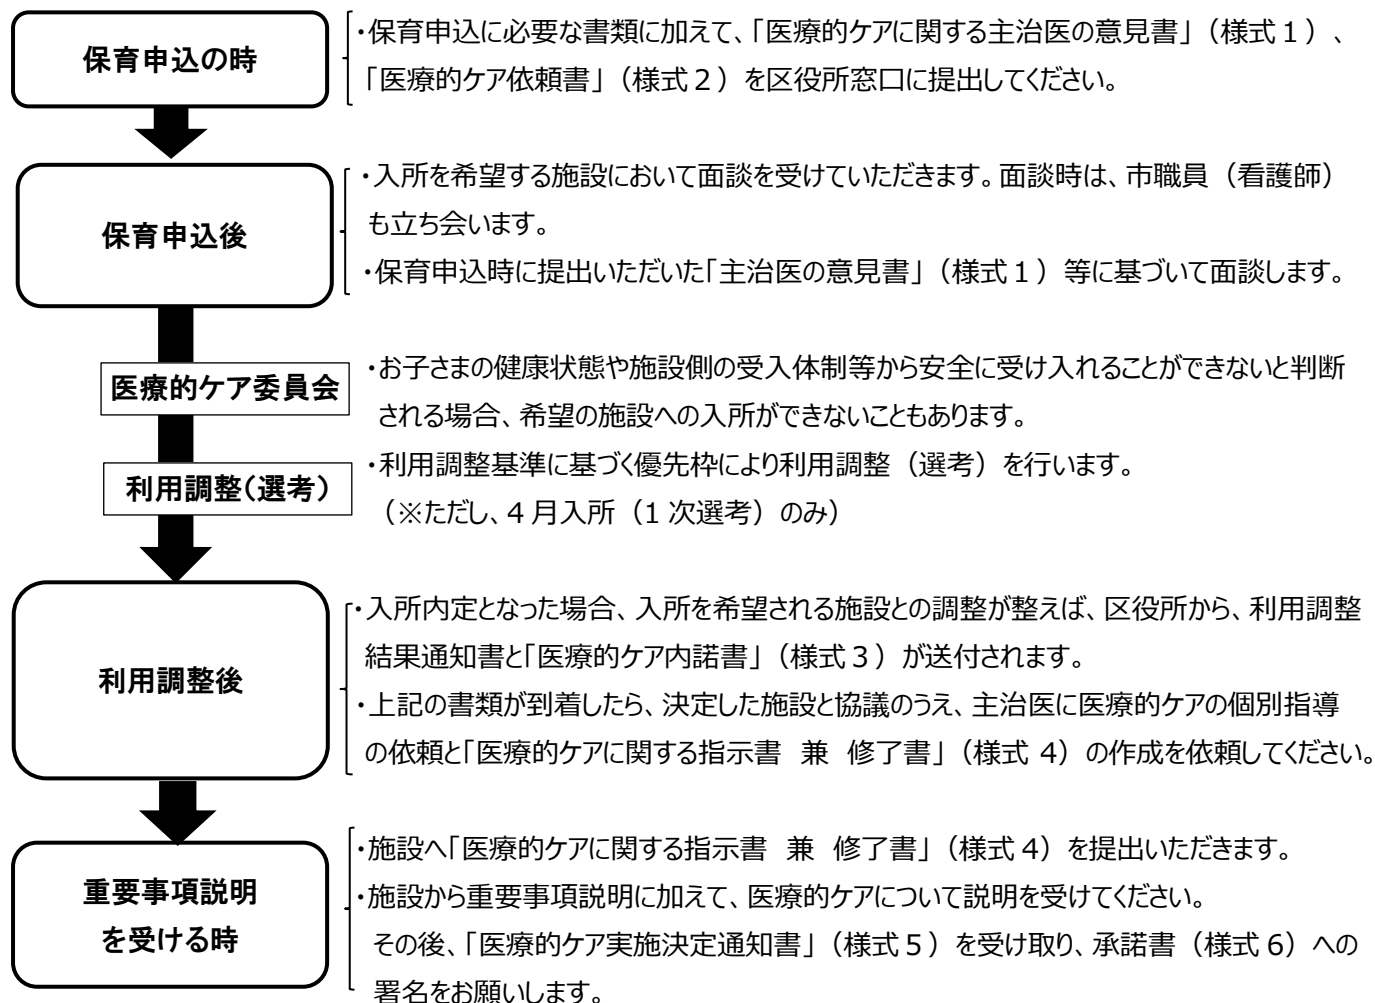 保育申込の時
・保育申込に必要な書類に加えて、「医療的ケアに関する主治医の意見書」（様式１）、
「医療的ケア依頼書」（様式２）を区役所窓口に提出してください。
保育申込後
・入所を希望する施設において面談を受けていただきます。面談時は、市職員（看護師）
も立ち会います。
・保育申込時に提出いただいた「主治医の意見書」（様式１）等に基づいて面談します。
医療的ケア委員会
・お子さまの健康状態や施設側の受入体制等から安全に受け入れることができないと判断
される場合、希望の施設への入所ができないこともあります。
利用調整（選考）
・利用調整基準に基づく優先枠により利用調整（選考）を行います。
（※ただし、４月入所（１次選考）のみ）
利用調整後
・入所内定となった場合、入所を希望される施設との調整が整えば、区役所から、利用調整
結果通知書と「医療的ケア内諾書」（様式３）が送付されます。
・上記の書類が到着したら、決定した施設と協議のうえ、主治医に医療的ケアの個別指導
の依頼と「医療的ケアに関する指示書　兼　修了書」（様式 4）の作成を依頼してください。
重要事項説明
を受ける時
・施設へ「医療的ケアに関する指示書　兼　修了書」（様式 4）を提出いただきます。
・施設から重要事項説明に加えて、医療的ケアについて説明を受けてください。
その後、「医療的ケア実施決定通知書」（様式５）を受け取り、承諾書（様式 6）への
署名をお願いします。